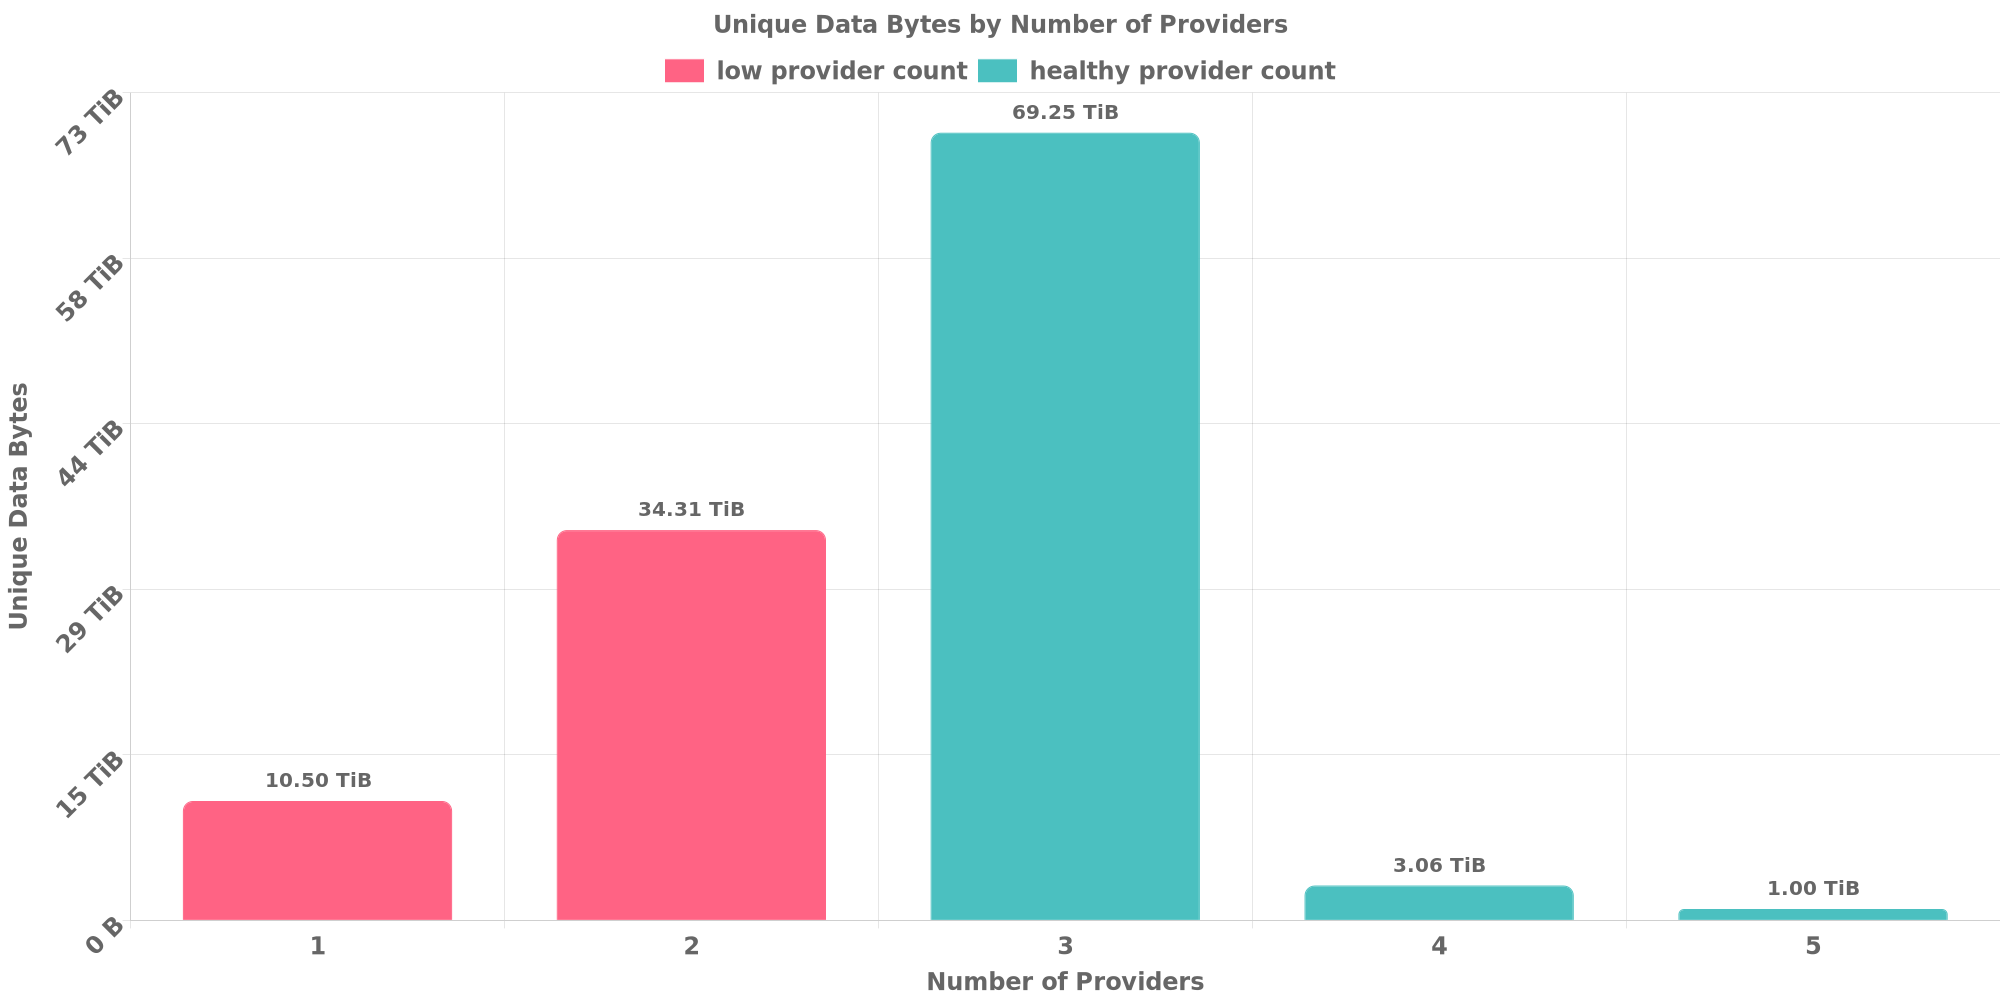 Unique Data Bytes by Number of Providers
low provider count healthy provider count
73 TiB
58 TiB
44 TiB
29 TiB
15 TiB
0 B
Unique Data Bytes
10.50 TiB
34.31 TiB
69.25 TiB
3.06 TiB
1.00 TiB
1 2 3 4 5
Number of Providers